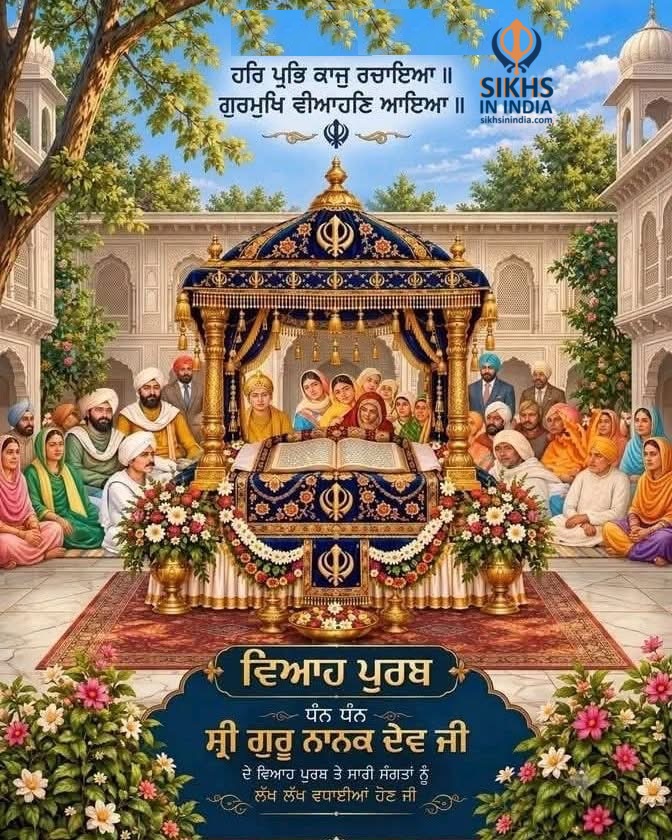 ਹਰਿ ਪ੍ਰਭਿ ਕਾਜੁ ਰਚਾਇਆ ॥
ਗੁਰਮੁਖਿ ਵੀਆਹਣਿ ਆਇਆ ॥
SIKHS
IN INDIA
sikhsinindia.com
ਵਿਆਹ ਪੁਰਬ
ਧੰਨ ਧੰਨ
ਸ੍ਰੀ ਗੁਰੂ ਨਾਨਕ ਦੇਵ ਜੀ
ਦੇ ਵਿਆਹ ਪੁਰਬ ਤੇ ਸਾਰੀ ਸੰਗਤਾਂ ਨੂੰ
ਲੱਖ ਲੱਖ ਵਧਾਈਆਂ ਹੋਣ ਜੀ